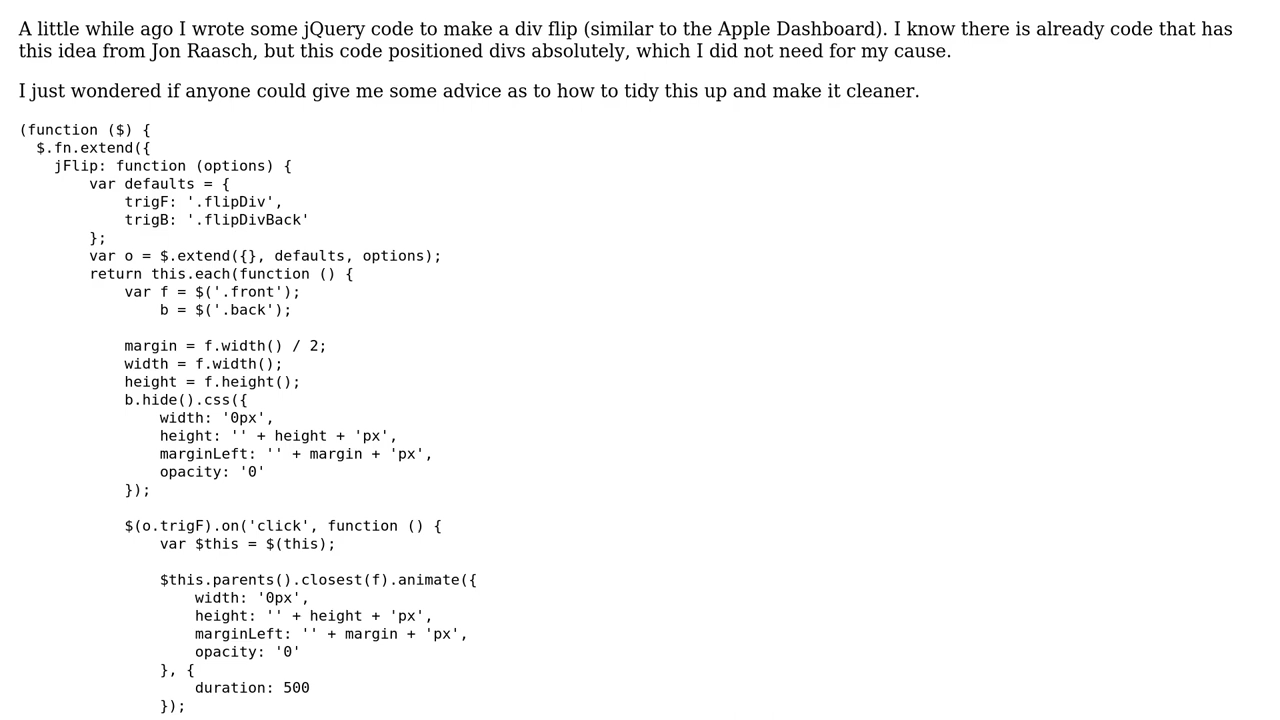 A little while ago I wrote some jQuery code to make a div flip (similar to the Apple Dashboard). I know there is already code that has
this idea from Jon Raasch, but this code positioned divs absolutely, which I did not need for my cause.
I just wondered if anyone could give me some advice as to how to tidy this up and make it cleaner.
(function ($) {
  $.fn.extend({
    jFlip: function (options) {
        var defaults = {
            trigF: '.flipDiv',
            trigB: '.flipDivBack'
        };
        var o = $.extend({}, defaults, options);
        return this.each(function () {
            var f = $('.front');
                b = $('.back');

            margin = f.width() / 2;
            width = f.width();
            height = f.height();
            b.hide().css({
                width: '0px',
                height: '' + height + 'px',
                marginLeft: '' + margin + 'px',
                opacity: '0'
            });

            $(o.trigF).on('click', function () {
                var $this = $(this);

                $this.parents().closest(f).animate({
                    width: '0px',
                    height: '' + height + 'px',
                    marginLeft: '' + margin + 'px',
                    opacity: '0'
                }, {
                    duration: 500
                });